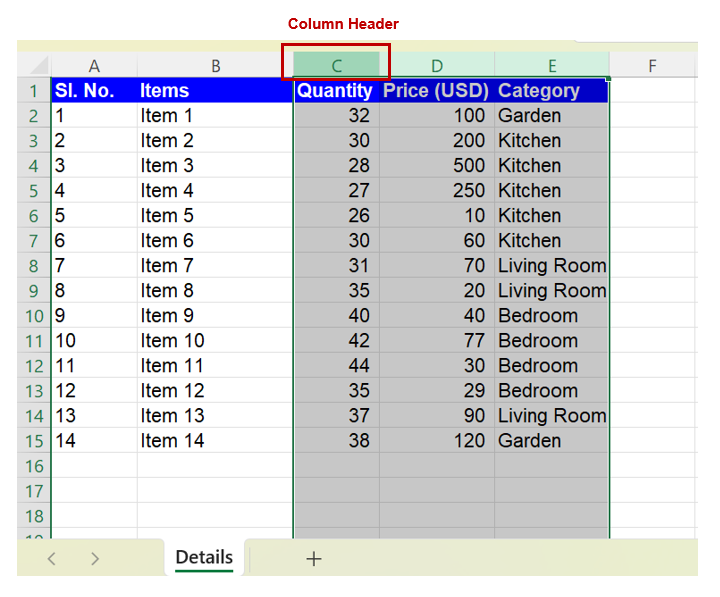 Column Header
A B C D E F
1 Sl. No. Items Quantity Price (USD) Category
2 1 Item 1 32 100 Garden
3 2 Item 2 30 200 Kitchen
4 3 Item 3 28 500 Kitchen
5 4 Item 4 27 250 Kitchen
6 5 Item 5 26 10 Kitchen
7 6 Item 6 30 60 Kitchen
8 7 Item 7 31 70 Living Room
9 8 Item 8 35 20 Living Room
10 9 Item 9 40 40 Bedroom
11 10 Item 10 42 77 Bedroom
12 11 Item 11 44 30 Bedroom
13 12 Item 12 35 29 Bedroom
14 13 Item 13 37 90 Living Room
15 14 Item 14 38 120 Garden
16
17
18
Details